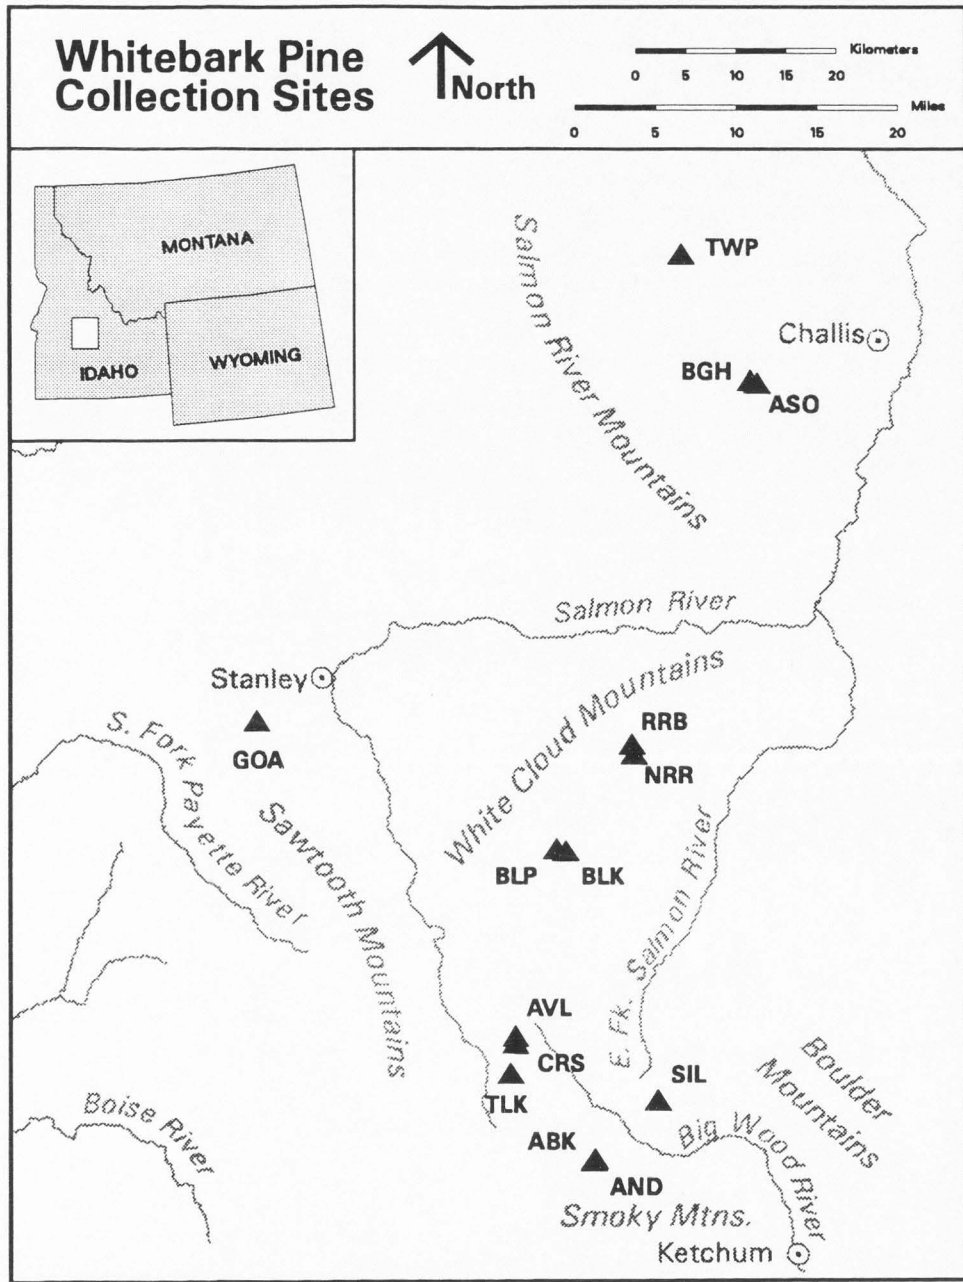 Whitebark Pine
Collection Sites
North
Kilometers
0 5 10 15 20
Miles
0 5 10 15 20
MONTANA
IDAHO
WYOMING
Salmon River Mountains
TWP
Challis
BGH
ASO
Salmon River
Stanley
GOA
White Cloud Mountains
RRB
NRR
S. Fork Payette River
Sawtooth Mountains
BLP
BLK
E. Fk. Salmon River
AVL
CRS
TLK
SIL
Boulder
Mountains
Boise River
Big Wood River
ABK
AND
Smoky Mtns.
Ketchum